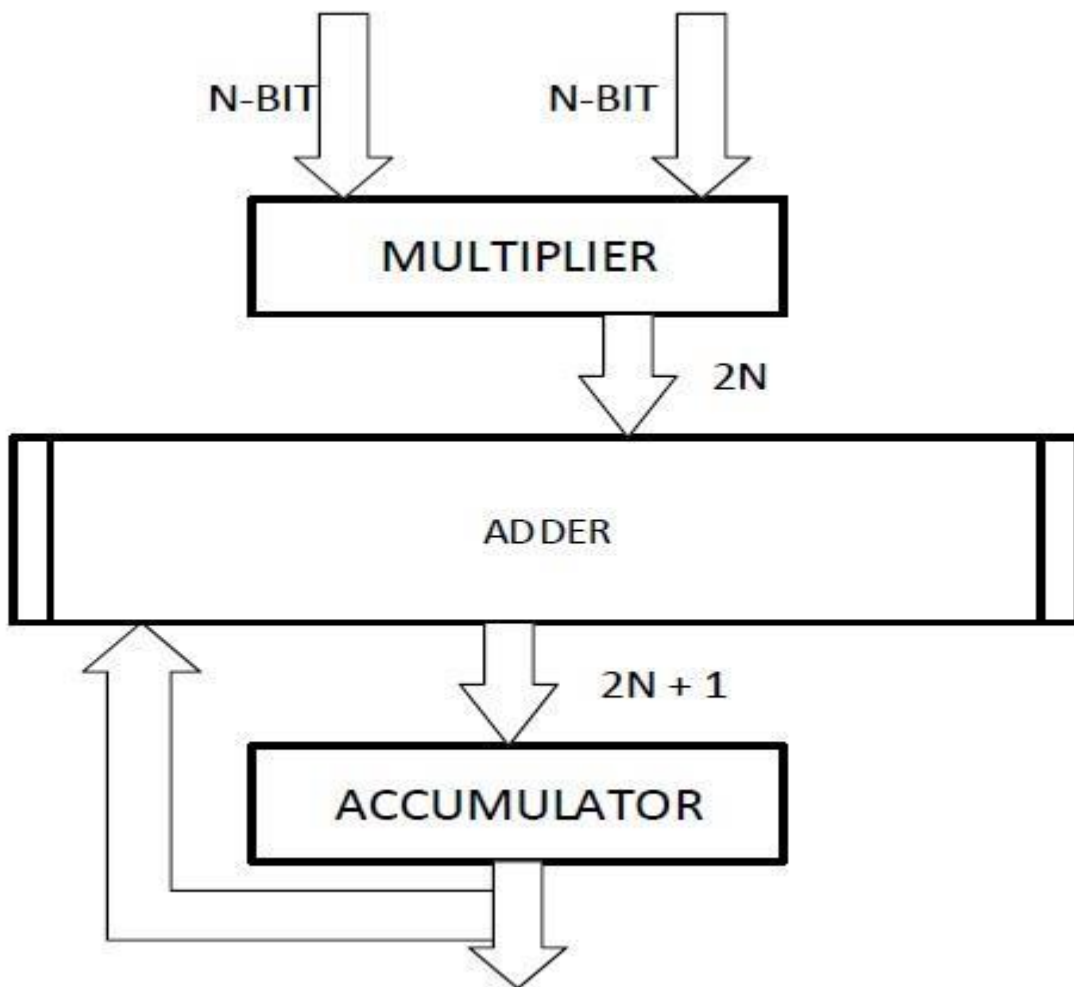 N-BIT N-BIT
MULTIPLIER
2N
ADDER
2N + 1
ACCUMULATOR